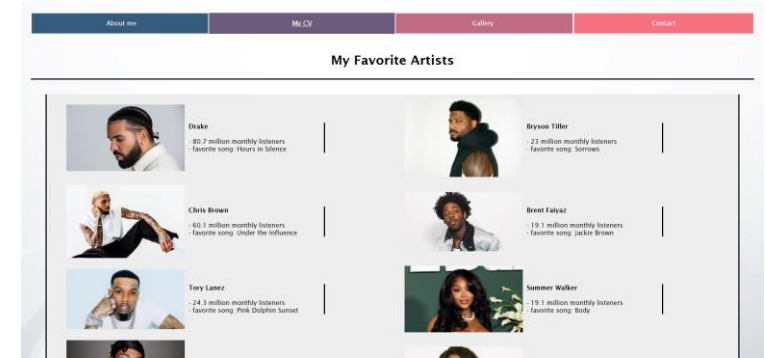 About me
My CV
Gallery
Contact
My Favorite Artists
Drake
- 80.7 million monthly listeners
- favorite song: Hours in Silence
Bryson Tiller
- 23 million monthly listeners
- favorite song: Sorrows
Chris Brown
- 60.1 million monthly listeners
- favorite song: Under the Influence
Brent Faiyaz
- 19.1 million monthly listeners
- favorite song: Jackie Brown
Tory Lanez
- 24.3 million monthly listeners
- favorite song: Pink Dolphin Sunset
Summer Walker
- 19.1 million monthly listeners
- favorite song: Body